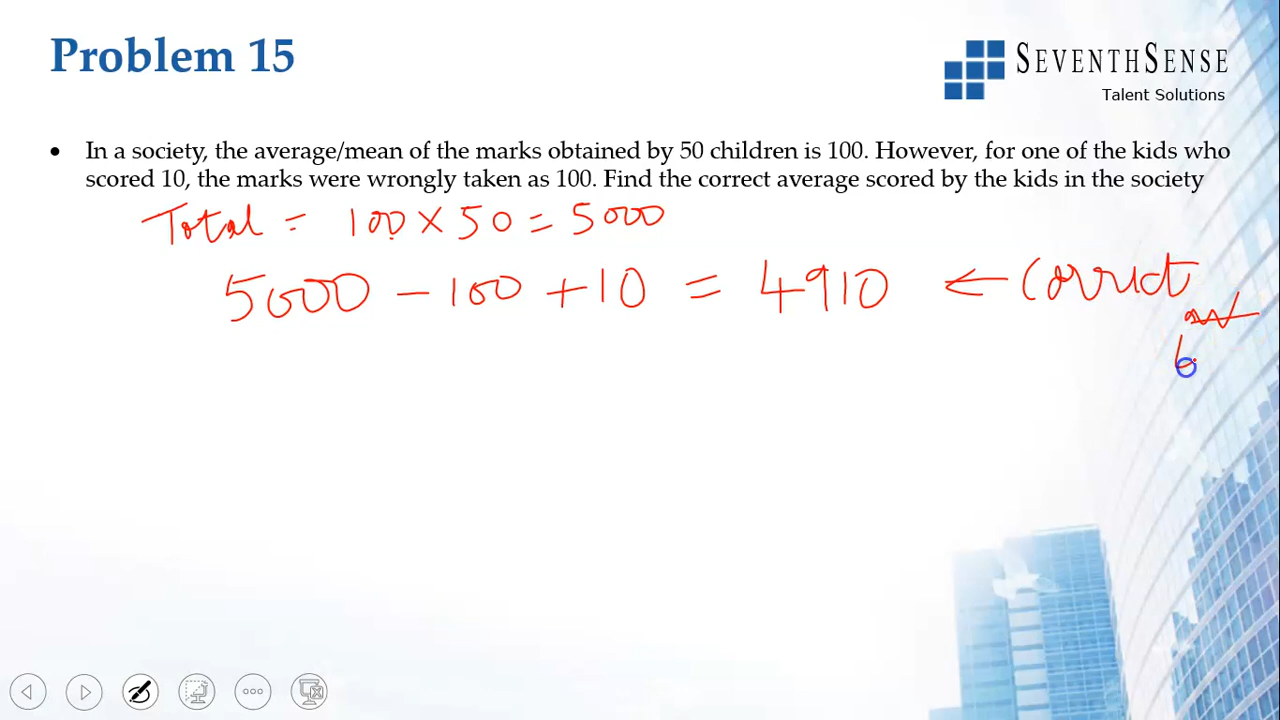 Problem 15
SEVENTHSENSE
Talent Solutions
• In a society, the average/mean of the marks obtained by 50 children is 100. However, for one of the kids who
scored 10, the marks were wrongly taken as 100. Find the correct average scored by the kids in the society
Total = 100 × 50 = 5000
5000 - 100 + 10 = 4910 ← Correct